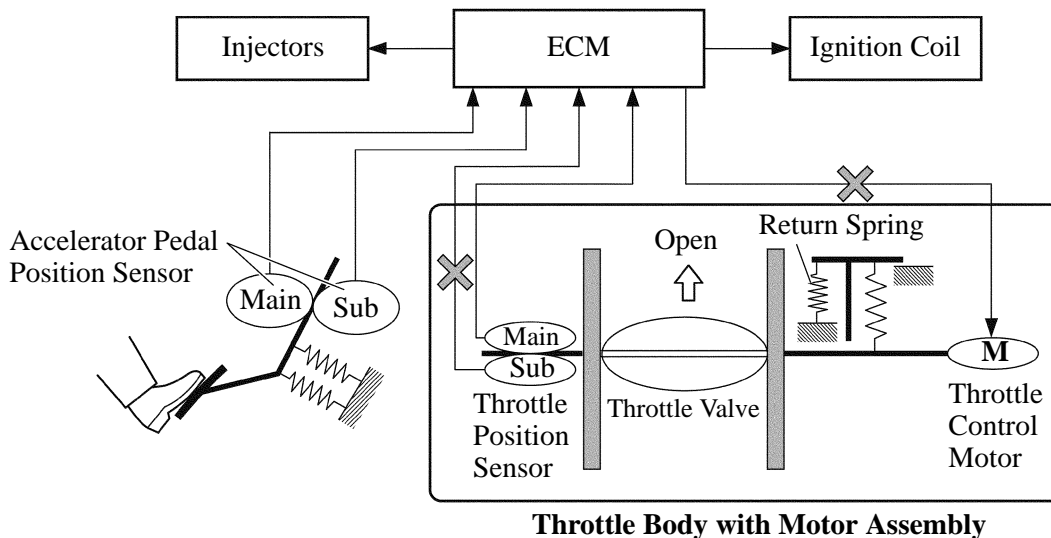 Injectors
ECM
Ignition Coil
Accelerator Pedal
Position Sensor
Main
Sub
Open
Return Spring
Main
Sub
M
Throttle
Position
Sensor
Throttle Valve
Throttle
Control
Motor
Throttle Body with Motor Assembly